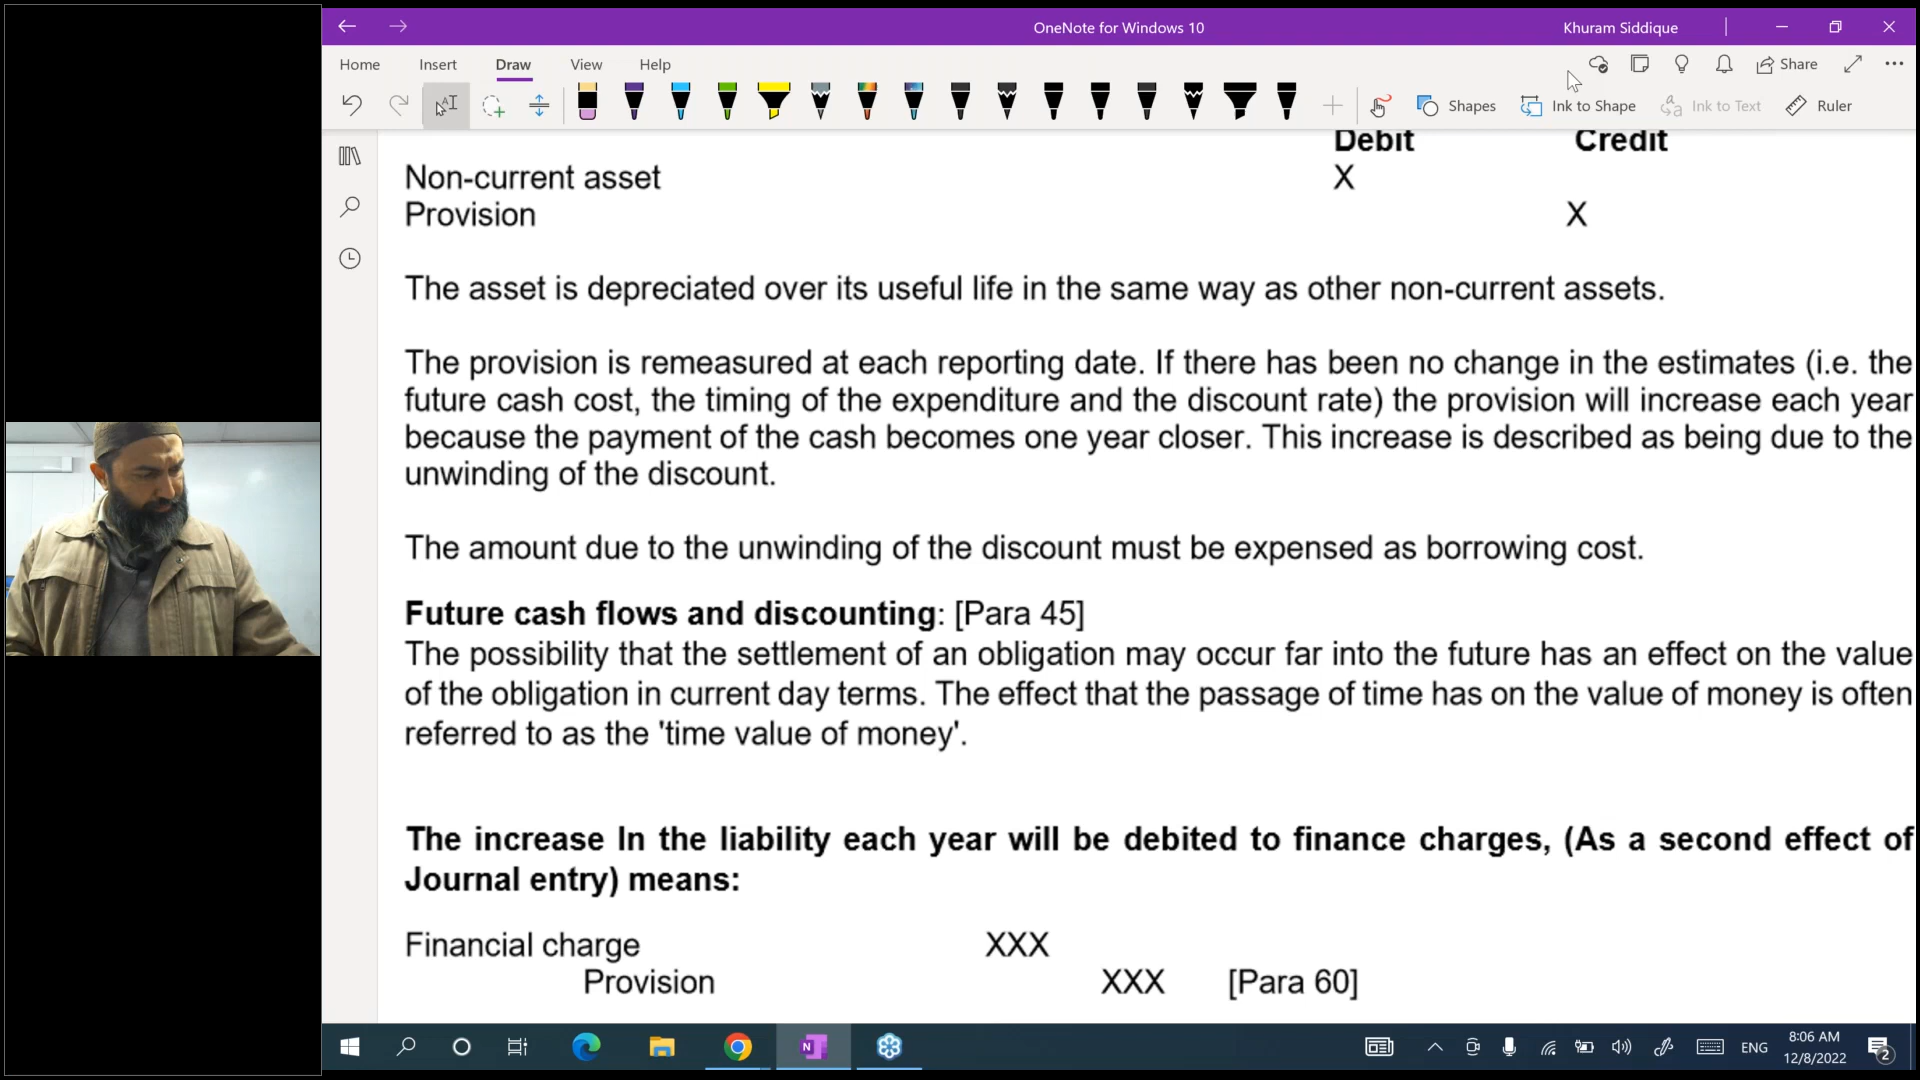 OneNote for Windows 10
Khuram Siddique
Home Insert Draw View Help
Share
Shapes Ink to Shape Ink to Text Ruler
Debit Credit
Non-current asset X
Provision X
The asset is depreciated over its useful life in the same way as other non-current assets.
The provision is remeasured at each reporting date. If there has been no change in the estimates (i.e. the
future cash cost, the timing of the expenditure and the discount rate) the provision will increase each year
because the payment of the cash becomes one year closer. This increase is described as being due to the
unwinding of the discount.
The amount due to the unwinding of the discount must be expensed as borrowing cost.
Future cash flows and discounting: [Para 45]
The possibility that the settlement of an obligation may occur far into the future has an effect on the value
of the obligation in current day terms. The effect that the passage of time has on the value of money is often
referred to as the 'time value of money'.
The increase In the liability each year will be debited to finance charges, (As a second effect of
Journal entry) means:
Financial charge XXX
Provision XXX [Para 60]
ENG
8:06 AM
12/8/2022
2